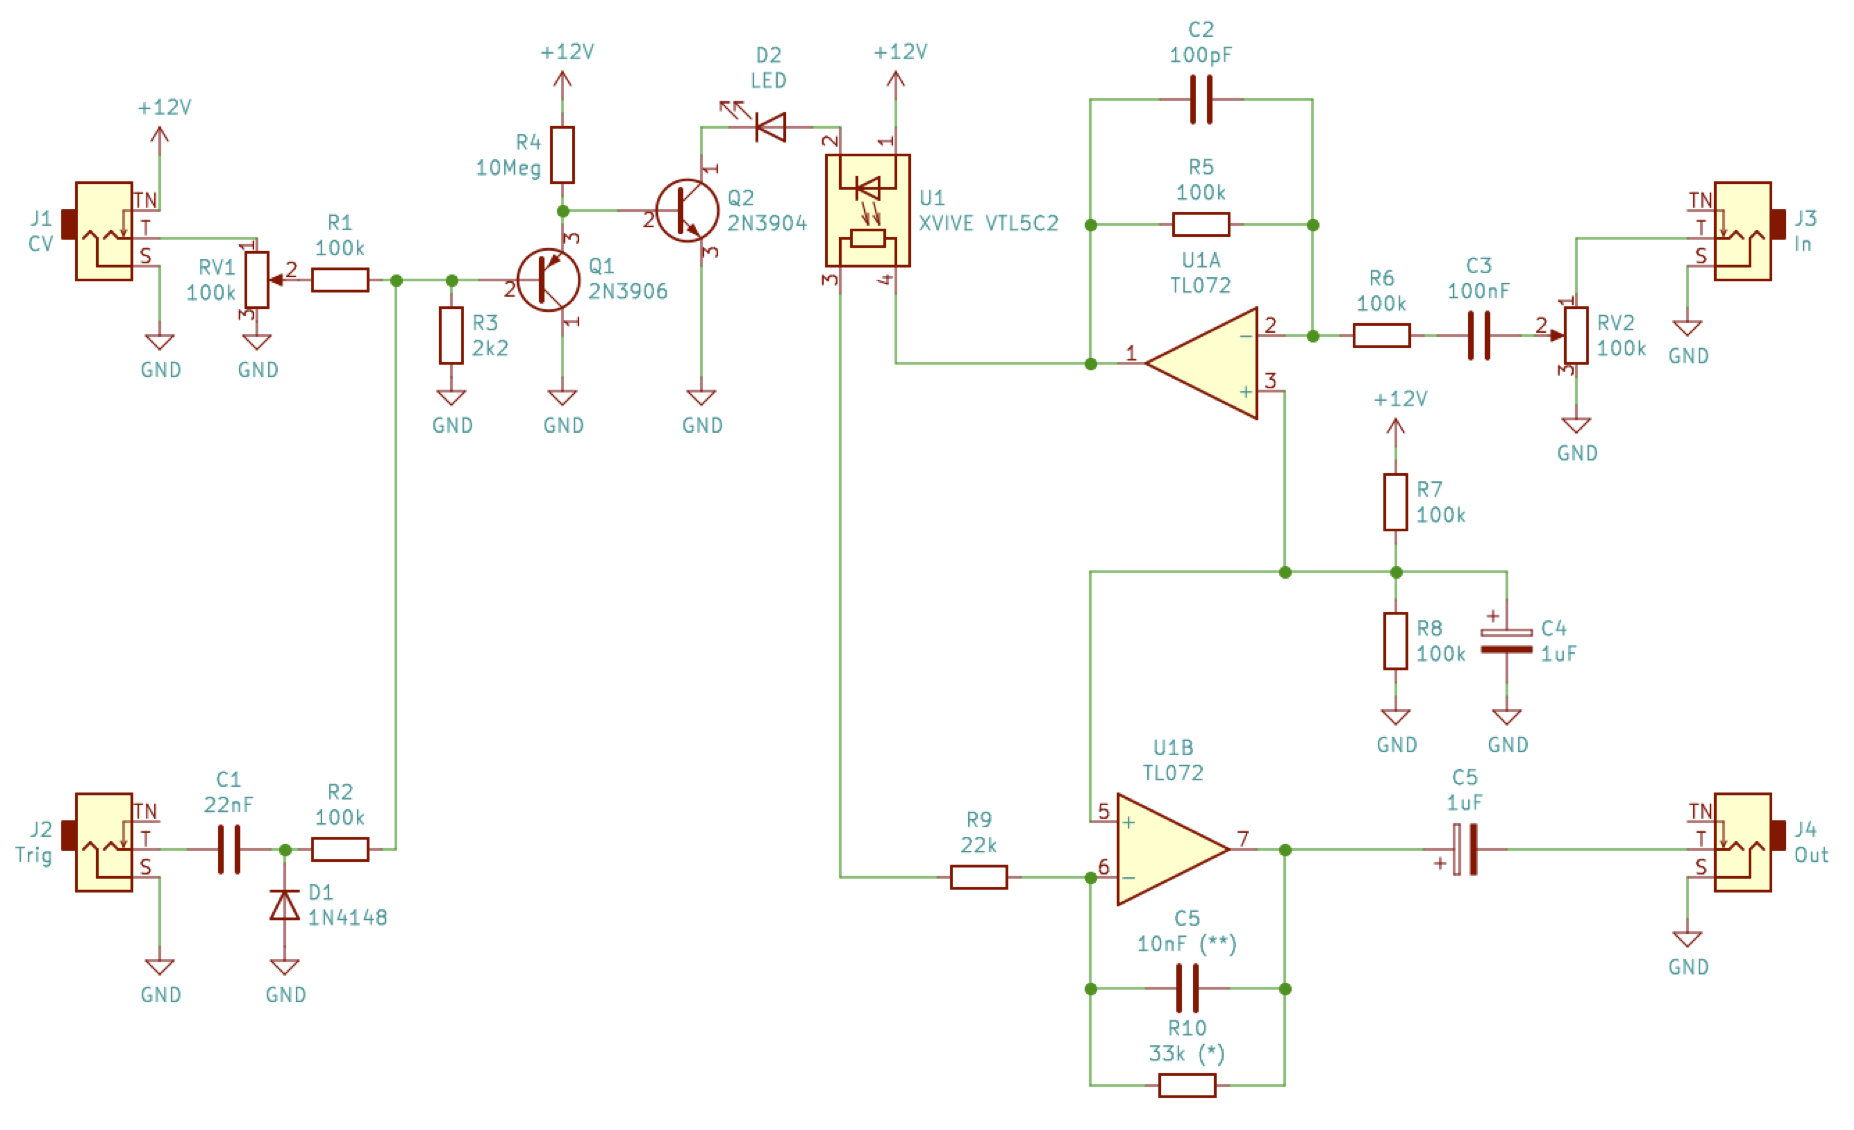 +12V
J1
CV
TN
T
S
GND
RV1
100k
1
2
3
GND
R1
100k
R3
2k2
GND
+12V
R4
10Meg
Q1
2N3906
3
2
1
GND
D2
LED
Q2
2N3904
1
2
3
GND
+12V
2
1
U1
XVIVE VTL5C2
3
4
C2
100pF
R5
100k
U1A
TL072
1
2
−
3
+
R6
100k
C3
100nF
RV2
100k
1
2
3
GND
TN
T
S
J3
In
GND
+12V
R7
100k
R8
100k
GND
+
C4
1uF
GND
J2
Trig
TN
T
S
GND
C1
22nF
D1
1N4148
GND
R2
100k
R9
22k
U1B
TL072
5
+
6
−
7
C5
10nF (**)
R10
33k (*)
C5
1uF
+
TN
T
S
J4
Out
GND